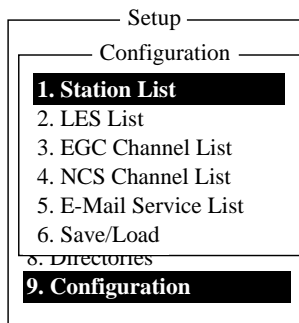 Setup
Configuration
1. Station List
2. LES List
3. EGC Channel List
4. NCS Channel List
5. E-Mail Service List
6. Save/Load
8. Directories
9. Configuration